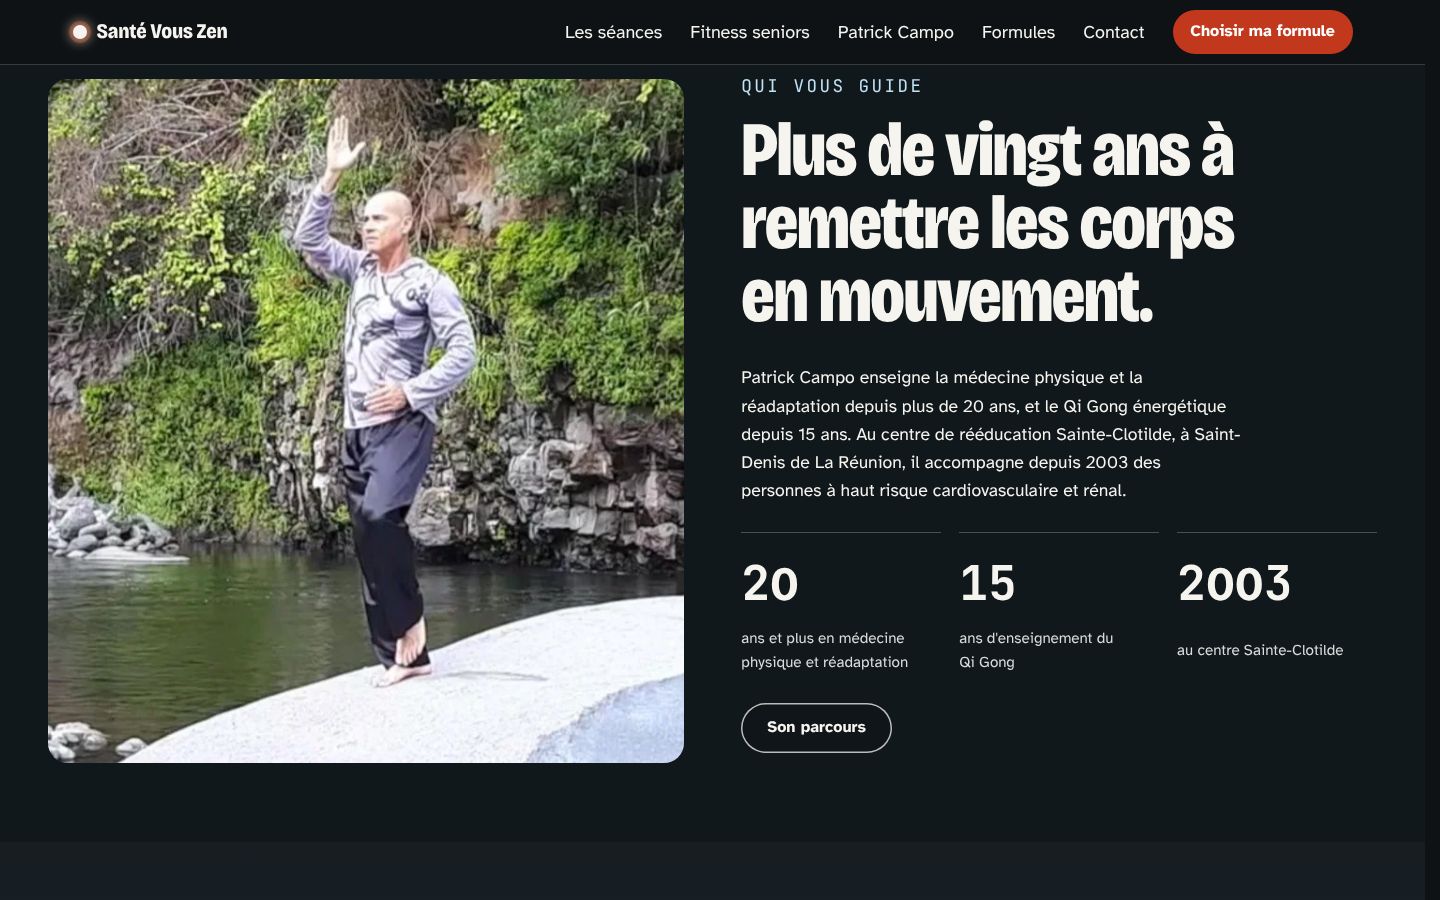 Santé Vous Zen
Les séances
Fitness seniors
Patrick Campo
Formules
Contact
Choisir ma formule
QUI VOUS GUIDE
Plus de vingt ans à
remettre les corps
en mouvement.
Patrick Campo enseigne la médecine physique et la
réadaptation depuis plus de 20 ans, et le Qi Gong énergétique
depuis 15 ans. Au centre de rééducation Sainte-Clotilde, à Saint-
Denis de La Réunion, il accompagne depuis 2003 des
personnes à haut risque cardiovasculaire et rénal.
20
ans et plus en médecine
physique et réadaptation
15
ans d'enseignement du
Qi Gong
2003
au centre Sainte-Clotilde
Son parcours